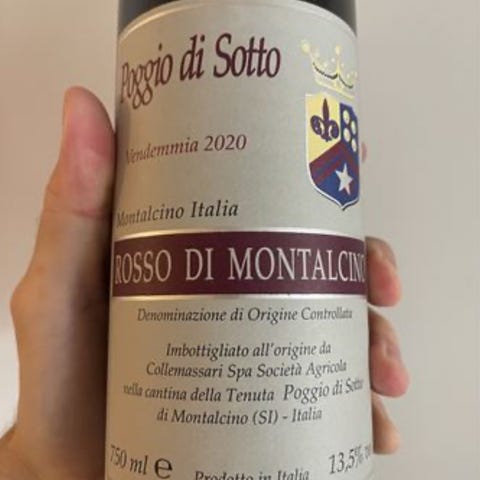 Poggio di Sotto
Vendemmia 2020
Montalcino Italia
ROSSO DI MONTALCINO
Denominazione di Origine Controllata
Imbottigliato all'origine da
Collemassari Spa Società Agricola
nella cantina della Tenuta Poggio di Sotto
di Montalcino (SI) - Italia
750 ml e Prodotto in Italia 13,5%